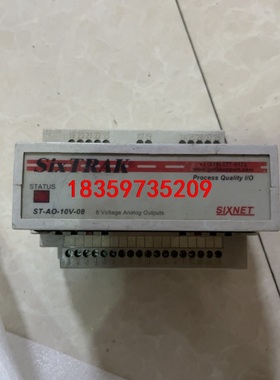 SixTRAK
Process Quality I/O
STATUS
18359735209
ST-AO-10V-08
8 Voltage Analog Outputs
SIXNET